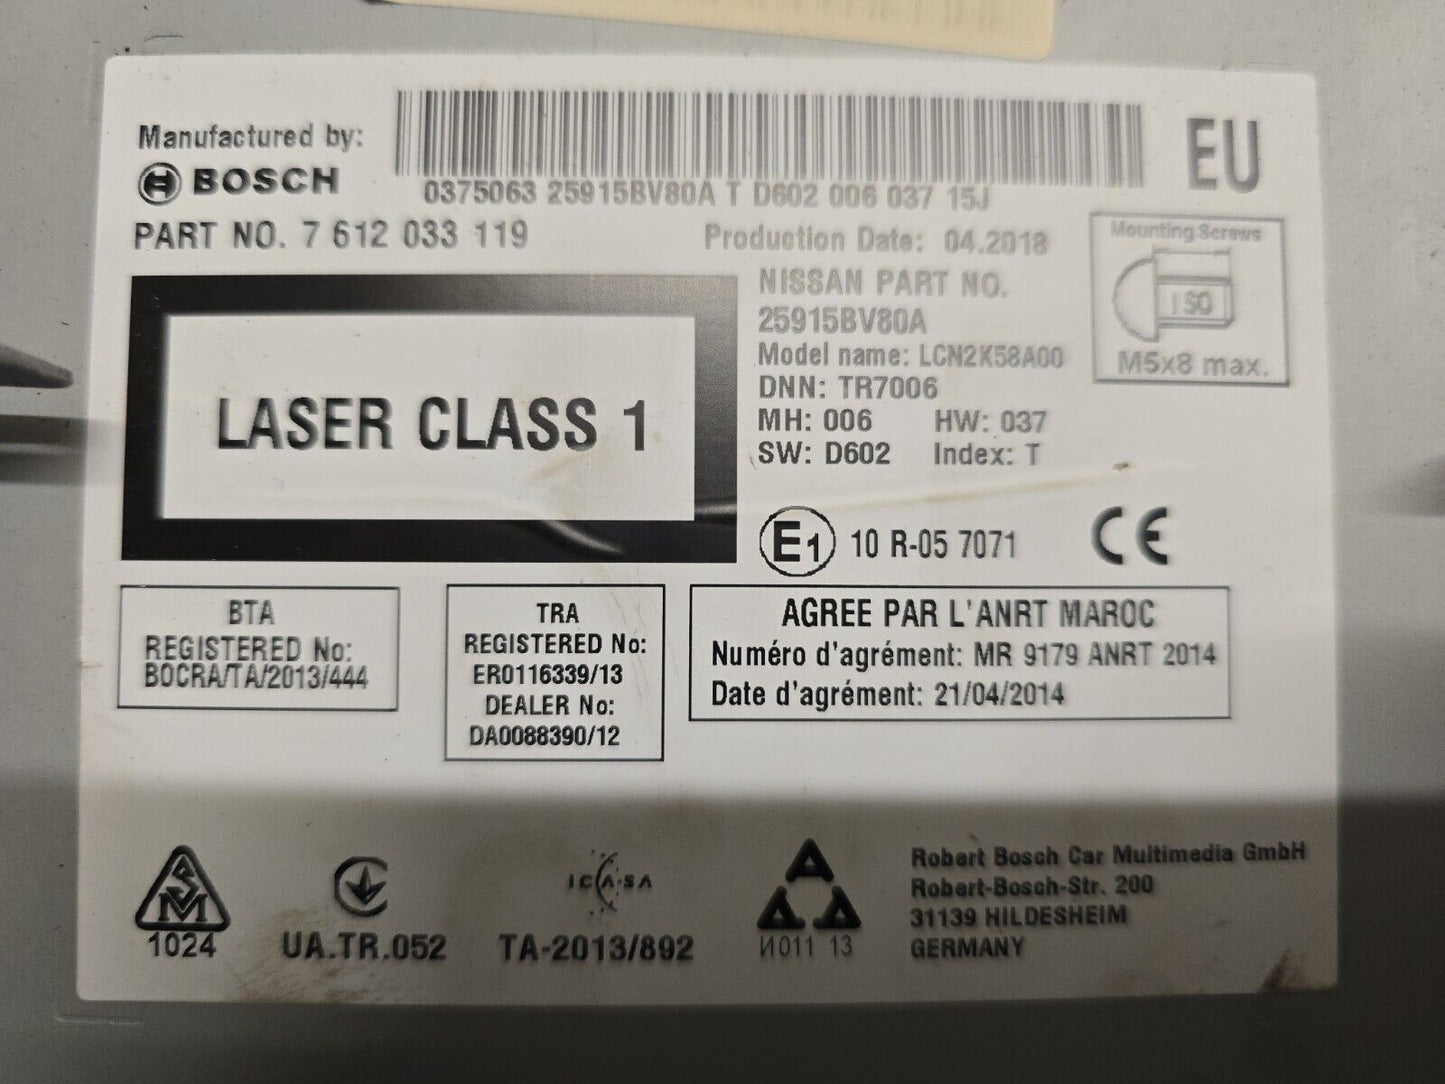 Manufactured by:
BOSCH
0375063 25915BV80A T D602 006 037 15J
EU
PART NO. 7 612 033 119
Production Date: 04.2018
Mounting Screws
ISO
M5x8 max.
LASER CLASS 1
NISSAN PART NO.
25915BV80A
Model name: LCN2K58A00
DNN: TR7006
MH: 006 HW: 037
SW: D602 Index: T
E1 10 R-05 7071
CE
BTA
REGISTERED No:
BOCRA/TA/2013/444
TRA
REGISTERED No:
ER0116339/13
DEALER No:
DA0088390/12
AGREE PAR L'ANRT MAROC
Numéro d'agrément: MR 9179 ANRT 2014
Date d'agrément: 21/04/2014
SM
1024
UA.TR.052
ICASA
TA-2013/892
AAA
И011 13
Robert Bosch Car Multimedia GmbH
Robert-Bosch-Str. 200
31139 HILDESHEIM
GERMANY